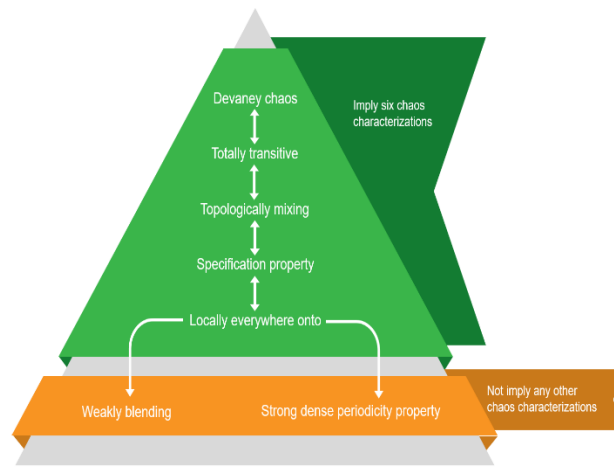 Devaney chaos
Imply six chaos
characterizations
Totally transitive
Topologically mixing
Specification property
Locally everywhere onto
Weakly blending
Strong dense periodicity property
Not imply any other
chaos characterizations